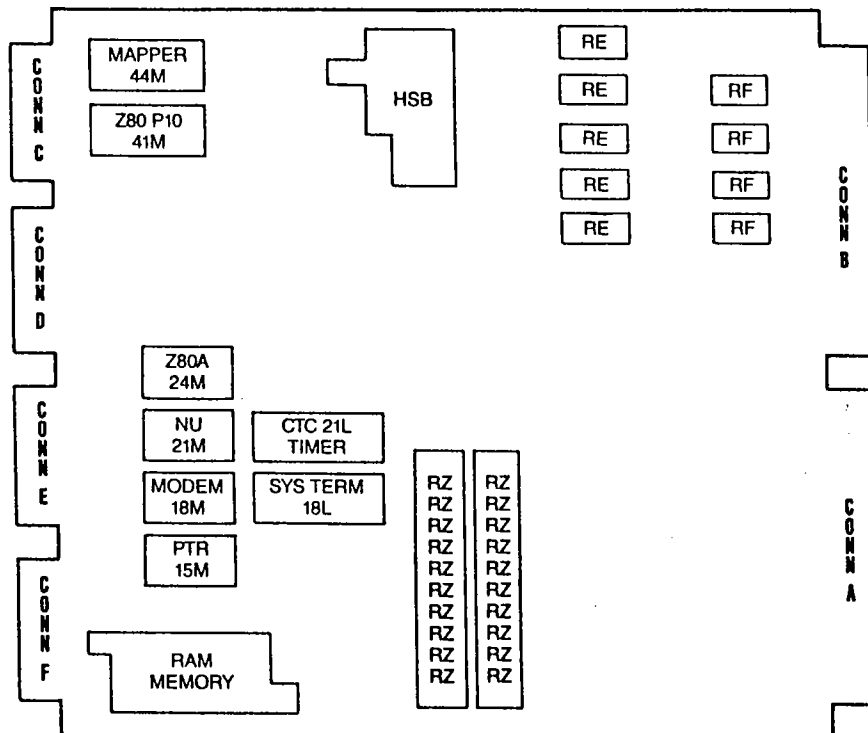 CONN C
MAPPER
44M
Z80 P10
41M
HSB
RE
RE
RE
RE
RE
RF
RF
RF
RF
CONN B
CONN D
Z80A
24M
NU
21M
CTC 21L
TIMER
CONN E
MODEM
18M
SYS TERM
18L
PTR
15M
RZ RZ
RZ RZ
RZ RZ
RZ RZ
RZ RZ
RZ RZ
RZ RZ
RZ RZ
RZ RZ
RZ RZ
CONN A
CONN F
RAM
MEMORY